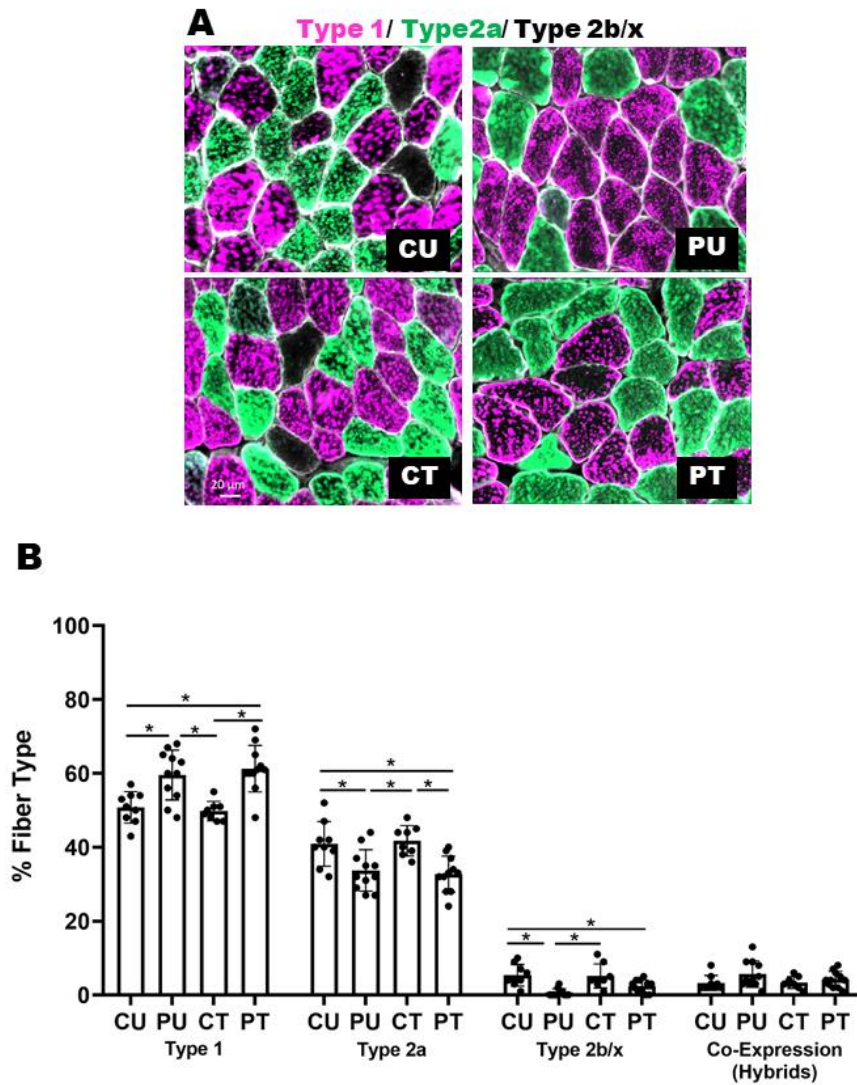 A
Type 1/ Type2a/ Type 2b/x
CU
PU
20 µm
CT
PT
B
% Fiber Type
100
80
60
40
20
0
* 
* * *
*
* * *
*
* *
CU PU CT PT CU PU CT PT CU PU CT PT CU PU CT PT
Type 1 Type 2a Type 2b/x Co-Expression
(Hybrids)